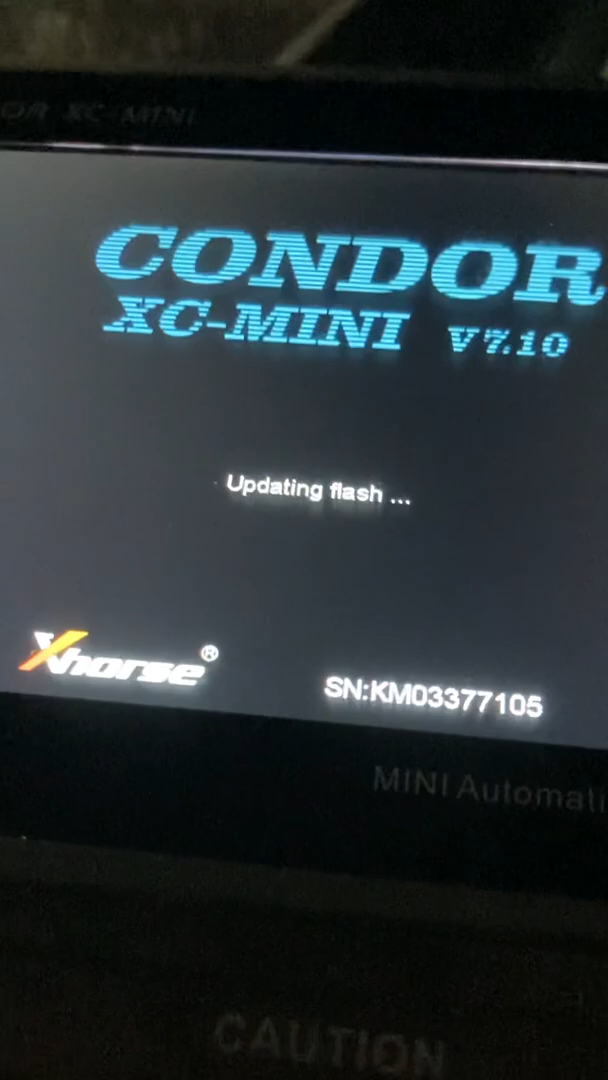 OR XC-MINI
CONDOR
XC-MINI V7.10
Updating flash ...
Xhorse®
SN:KM03377105
MINI Automati
CAUTION